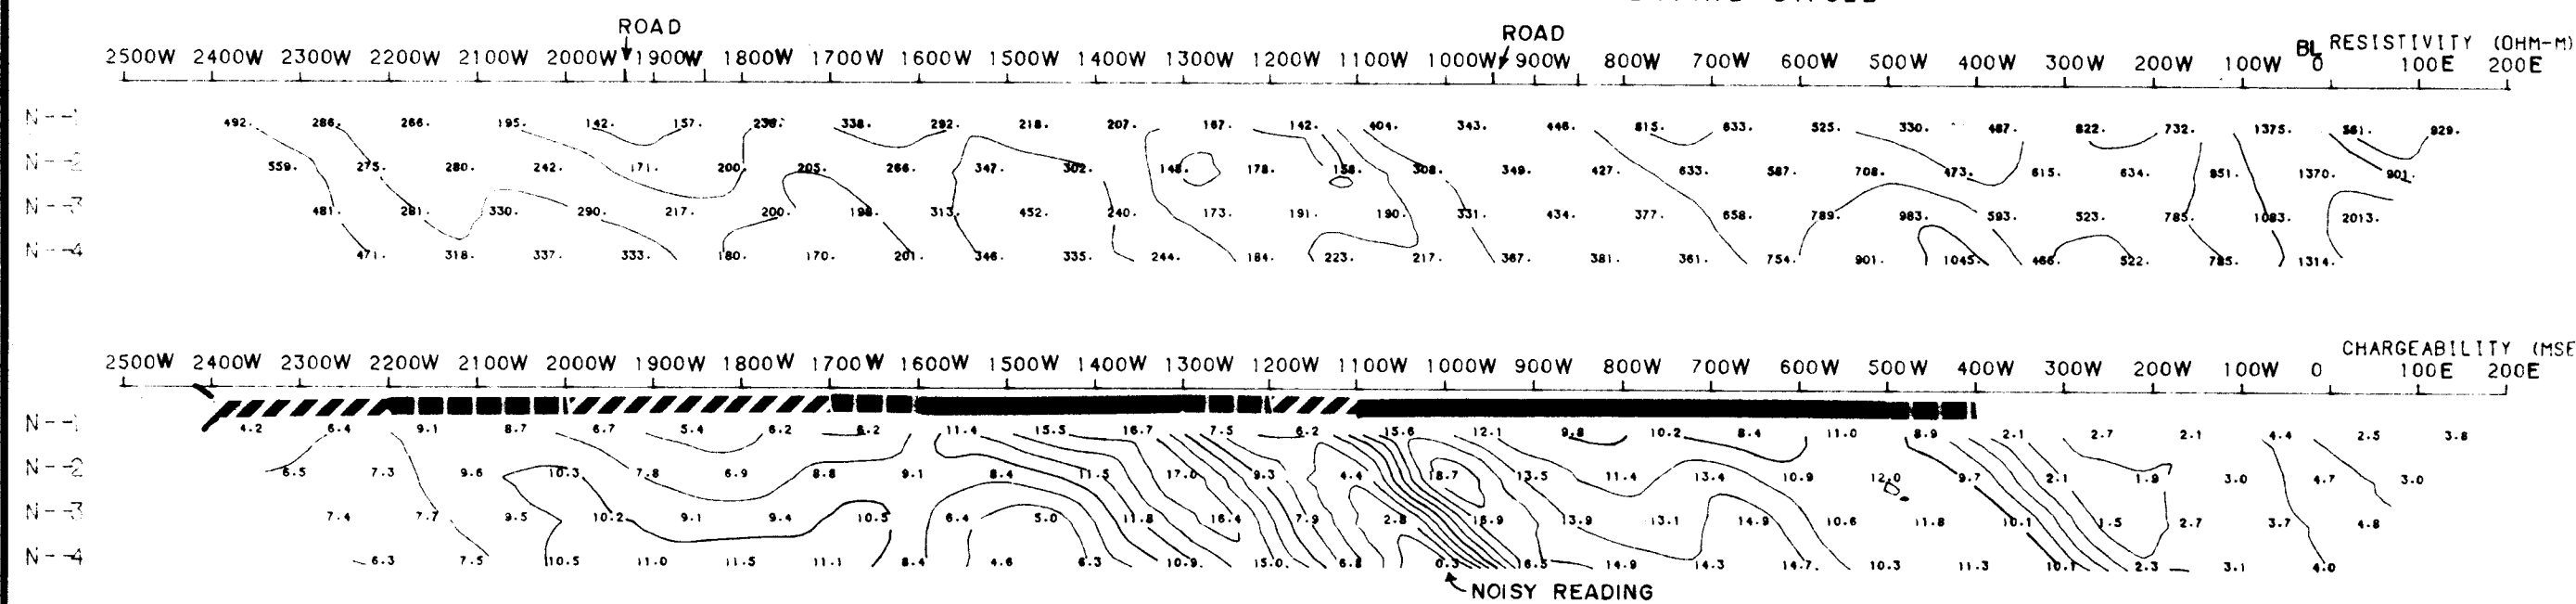 ROAD ROAD
2500W 2400W 2300W 2200W 2100W 2000W 1900W 1800W 1700W 1600W 1500W 1400W 1300W 1200W 1100W 1000W 900W 800W 700W 600W 500W 400W 300W 200W 100W BL 0 RESISTIVITY (OHM-M) 100E 200E
N--1 492. 286. 266. 195. 142. 157. 236. 338. 292. 218. 207. 167. 142. 404. 343. 446. 815. 633. 525. 330. 487. 822. 732. 1375. 561. 929.
N--2 559. 275. 280. 242. 171. 200. 205. 266. 347. 302. 148. 178. 158. 308. 349. 427. 633. 587. 708. 473. 615. 634. 951. 1370. 901.
N--3 481. 281. 330. 290. 217. 200. 198. 313. 452. 240. 173. 191. 190. 331. 434. 377. 658. 789. 983. 593. 523. 785. 1083. 2013.
N--4 471. 318. 337. 333. 180. 170. 201. 346. 335. 244. 184. 223. 217. 367. 381. 361. 754. 901. 1045. 466. 522. 785. 1314.
2500W 2400W 2300W 2200W 2100W 2000W 1900W 1800W 1700W 1600W 1500W 1400W 1300W 1200W 1100W 1000W 900W 800W 700W 600W 500W 400W 300W 200W 100W 0 CHARGEABILITY (MSE 100E 200E
N--1 4.2 6.4 9.1 8.7 6.7 5.4 6.2 6.2 11.4 15.5 16.7 7.5 6.2 15.6 12.1 9.8 10.2 8.4 11.0 8.9 2.1 2.7 2.1 4.4 2.5 3.8
N--2 6.5 7.3 9.6 10.3 7.8 6.9 8.8 9.1 8.4 11.5 17.0 9.3 4.4 18.7 13.5 11.4 13.4 10.9 12.0 9.7 2.1 1.9 3.0 4.7 3.0
N--3 7.4 7.7 9.5 10.2 9.1 9.4 10.5 6.4 5.0 11.8 16.4 7.9 2.8 13.9 13.1 14.9 10.6 11.8 10.1 1.5 2.7 3.7 4.8
N--4 6.3 7.5 10.5 11.0 11.5 11.1 8.4 4.6 6.3 10.9 15.0 6.8 0.3 16.5 14.9 14.3 14.7 10.3 11.3 10.1 2.3 3.1 4.0
NOISY READING